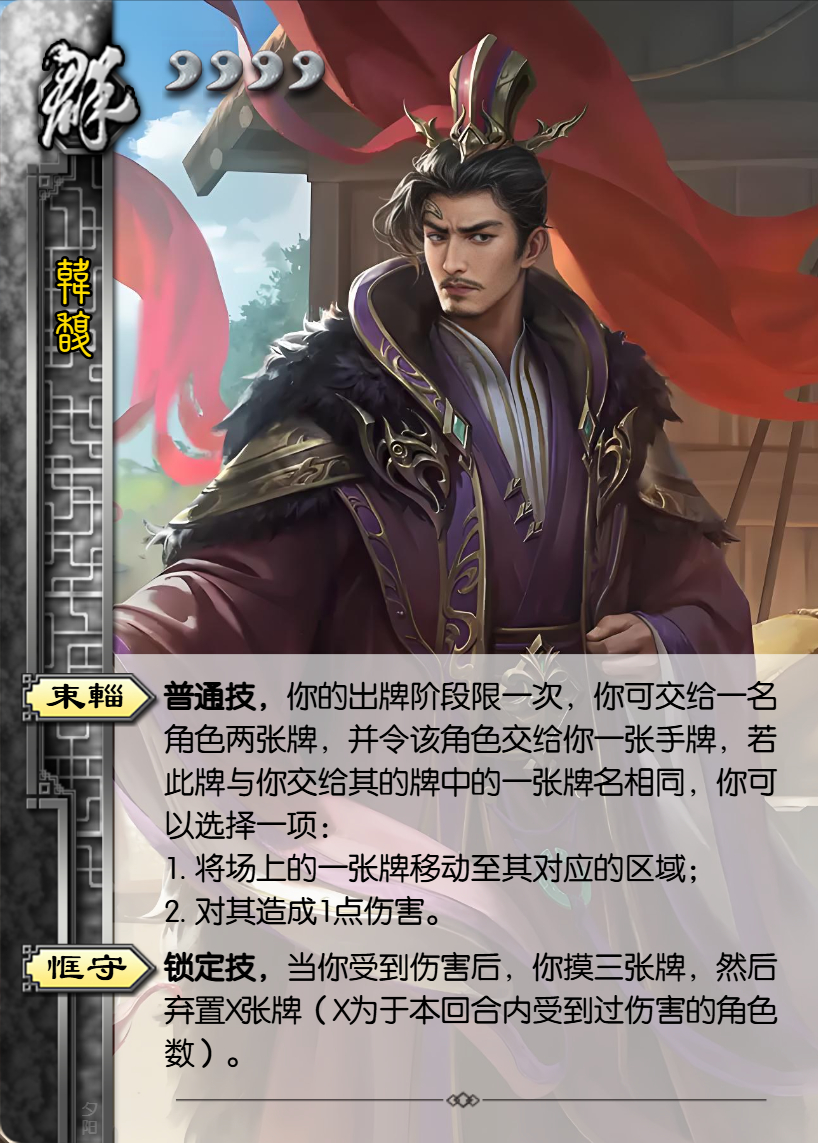 群
韓馥
束輜
普通技，你的出牌阶段限一次，你可交给一名
角色两张牌，并令该角色交给你一张手牌，若
此牌与你交给其的牌中的一张牌名相同，你可
以选择一项：
1. 将场上的一张牌移动至其对应的区域；
2. 对其造成1点伤害。
恇守
锁定技，当你受到伤害后，你摸三张牌，然后
弃置X张牌（X为于本回合内受到过伤害的角色
数）。
夕阳